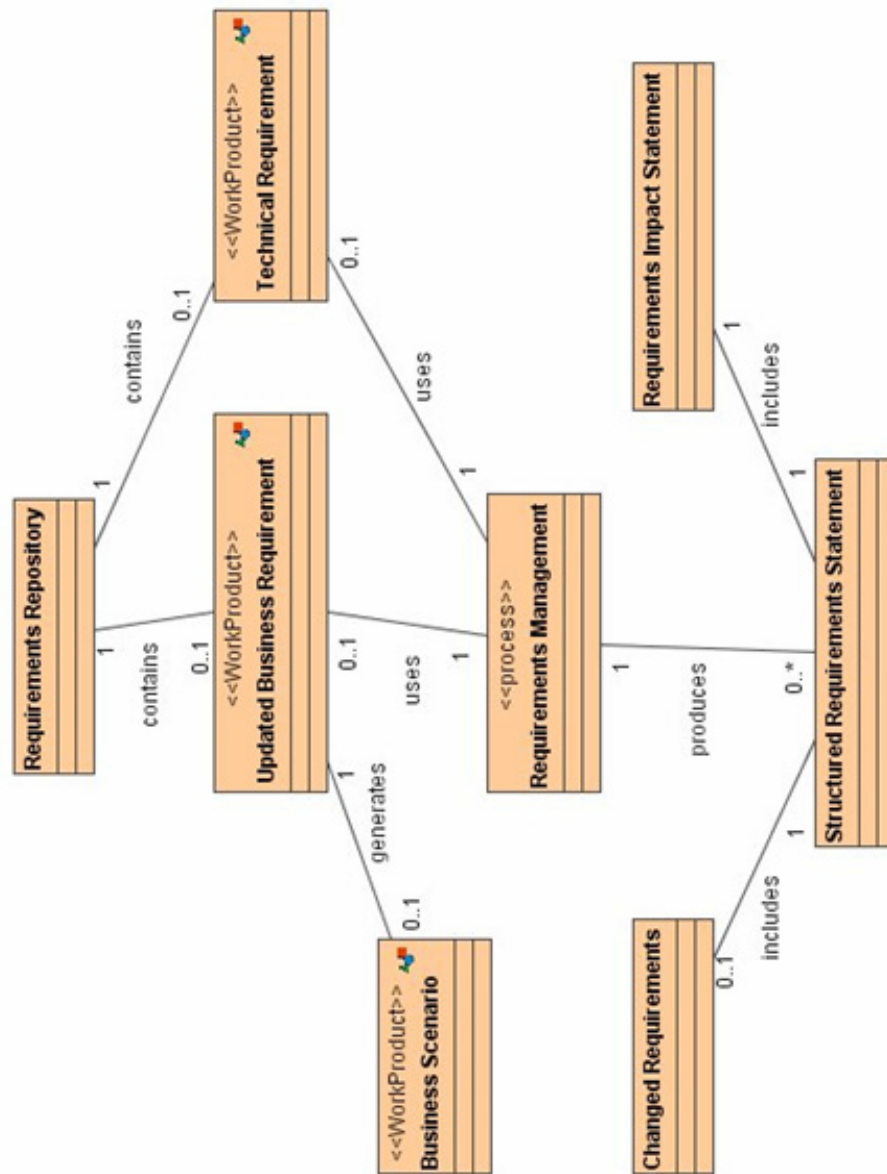 Requirements Repository
1
1
contains
contains
0..1
0..1
<<WorkProduct>>
Updated Business Requirement
<<WorkProduct>>
Technical Requirement
1
0..1
0..1
generates
uses
uses
0..1
1
1
<<WorkProduct>>
Business Scenario
<<process>>
Requirements Management
1
produces
0..*
Changed Requirements
Requirements Impact Statement
0..1
1
includes
includes
1
1
Structured Requirements Statement